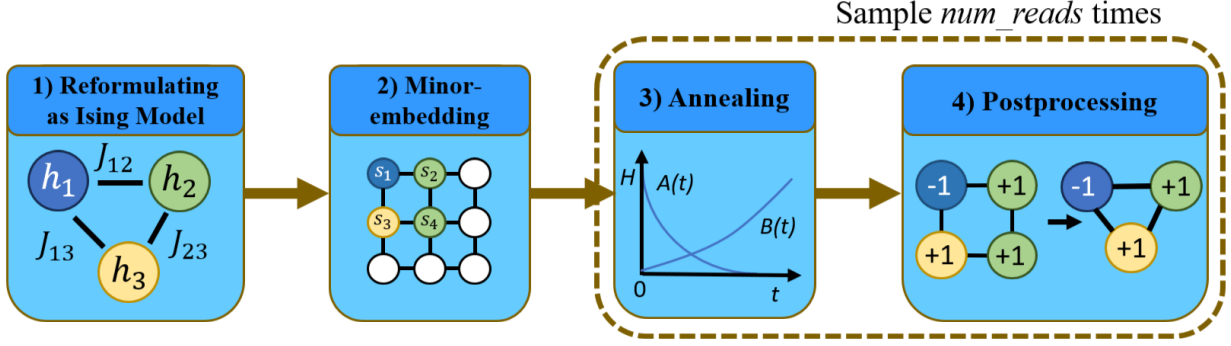 Sample num_reads times
1) Reformulating
as Ising Model
h₁ J₁₂ h₂
J₁₃ J₂₃
h₃
2) Minor-
embedding
s₁ s₂
s₃ s₄
3) Annealing
H A(t)
B(t)
0 t
4) Postprocessing
-1 +1 -1 +1
+1 +1 +1